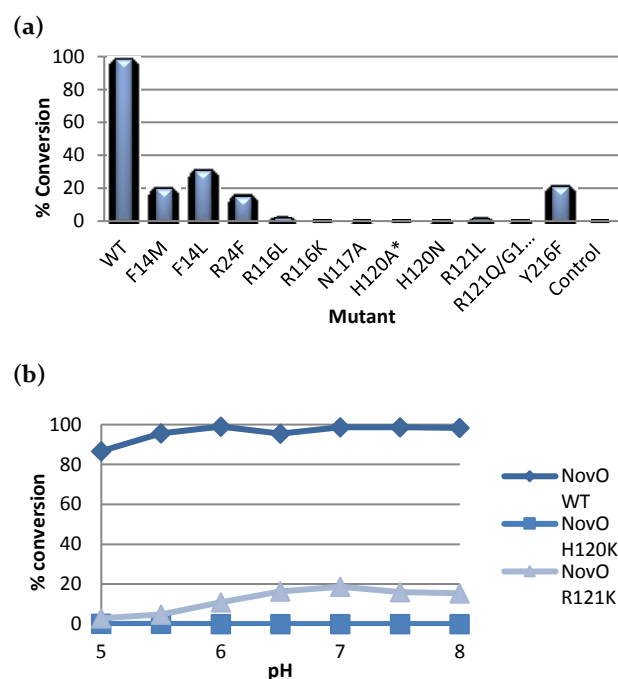 (a)
% Conversion
100
80
60
40
20
0
WT
F14M
F14L
R24F
R116L
R116K
N117A
H120A*
H120N
R121L
R121Q/G1...
Y216F
Control
Mutant
(b)
% conversion
100
80
60
40
20
0
5 6 7 8
pH
NovO
WT
NovO
H120K
NovO
R121K